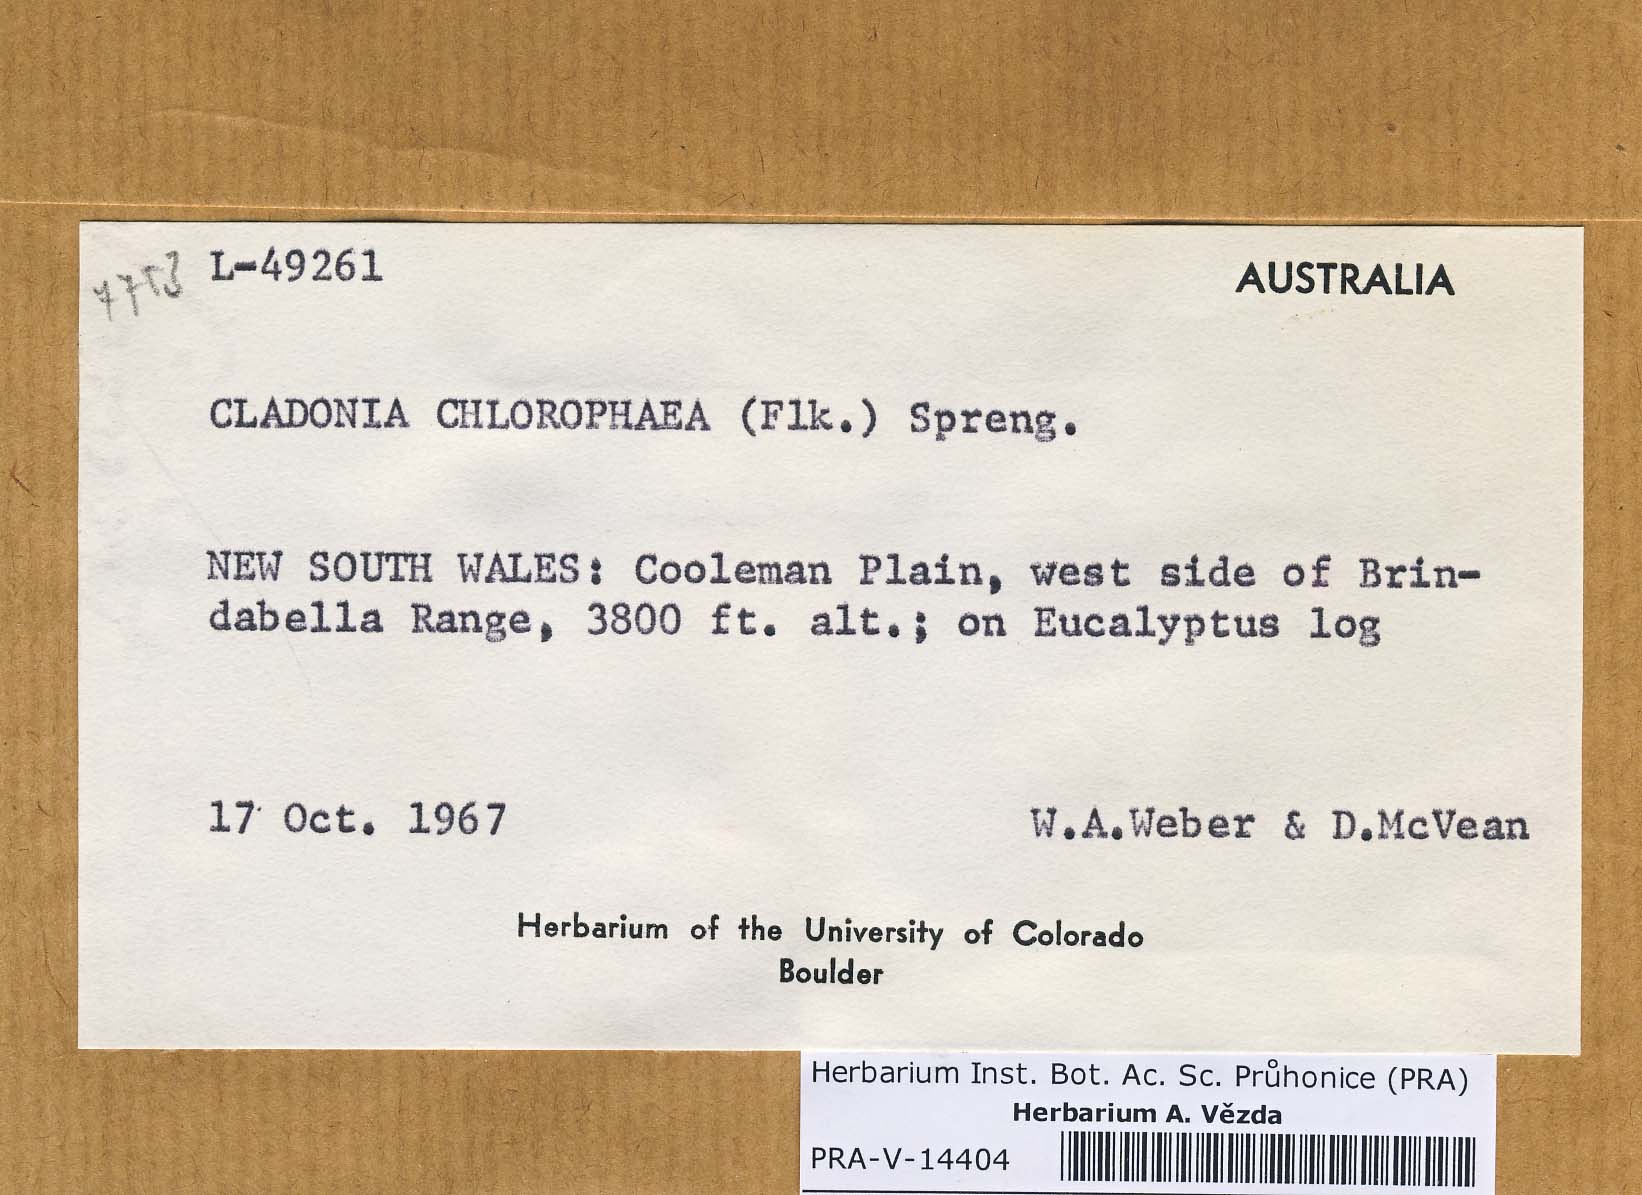 L-49261
AUSTRALIA
CLADONIA CHLOROPHAEA (Flk.) Spreng.
NEW SOUTH WALES: Cooleman Plain, west side of Brin-
dabella Range, 3800 ft. alt.; on Eucalyptus log
17 Oct. 1967
W.A.Weber & D.McVean
Herbarium of the University of Colorado
Boulder
Herbarium Inst. Bot. Ac. Sc. Průhonice (PRA)
Herbarium A. Vězda
PRA-V-14404